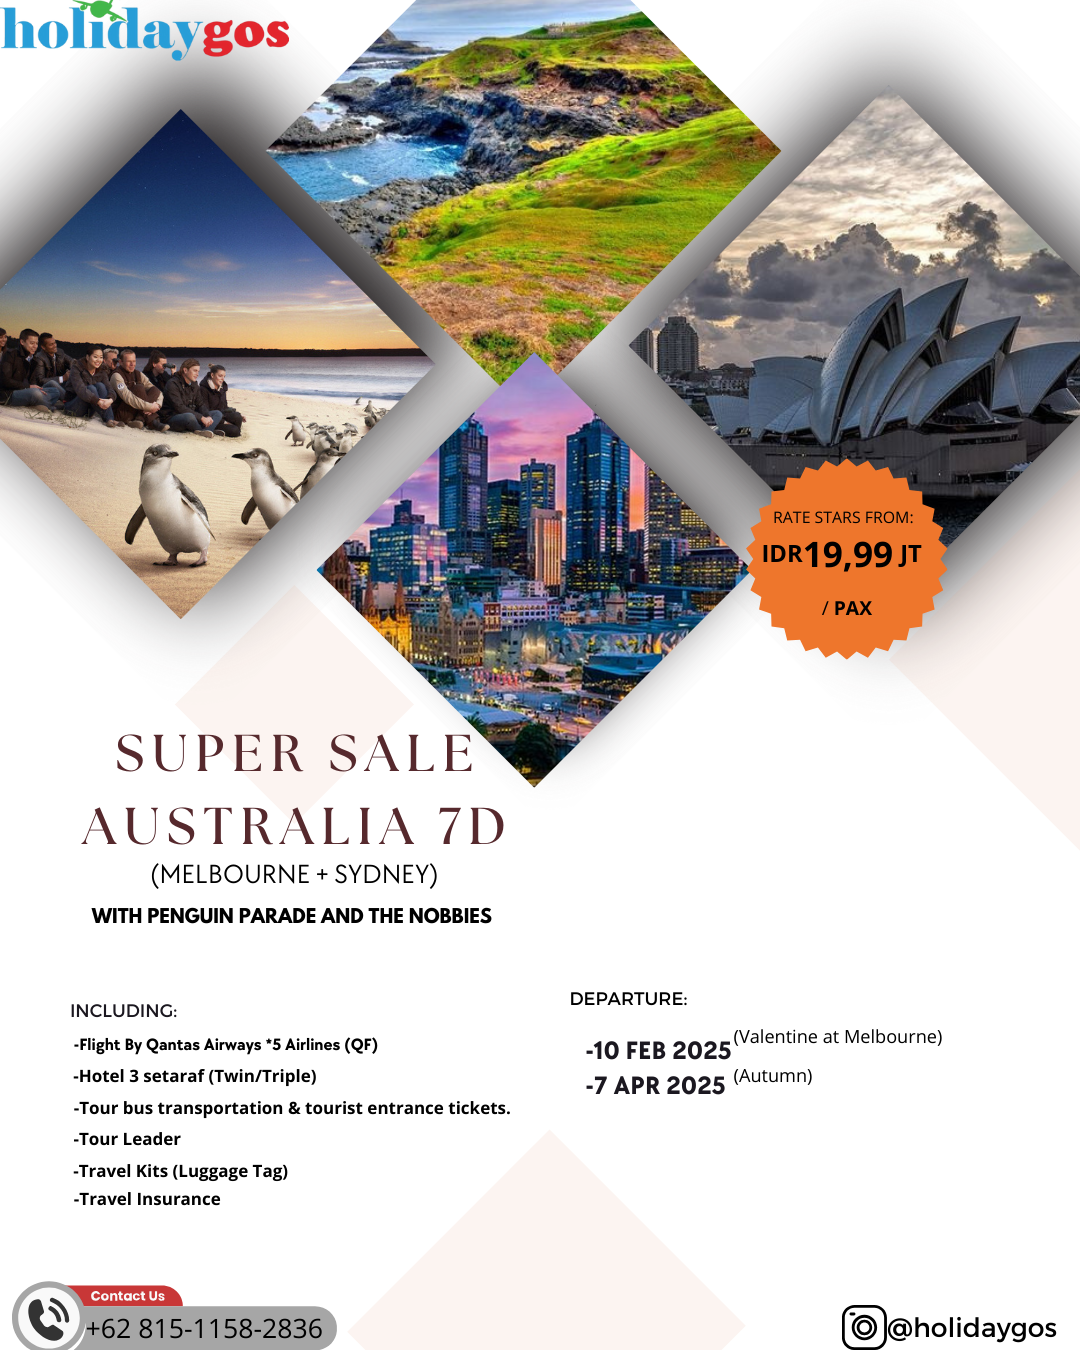 holidaygos
RATE STARS FROM:
IDR19,99 JT
/ PAX
SUPER SALE
AUSTRALIA 7D
(MELBOURNE + SYDNEY)
WITH PENGUIN PARADE AND THE NOBBIES
INCLUDING:
-Flight By Qantas Airways *5 Airlines (QF)
-Hotel 3 setaraf (Twin/Triple)
-Tour bus transportation & tourist entrance tickets.
-Tour Leader
-Travel Kits (Luggage Tag)
-Travel Insurance
DEPARTURE:
-10 FEB 2025 (Valentine at Melbourne)
-7 APR 2025 (Autumn)
Contact Us
+62 815-1158-2836
@holidaygos